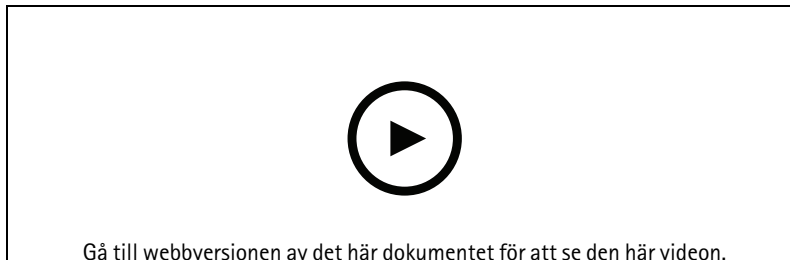 Gå till webbversionen av det här dokumentet för att se den här videon.